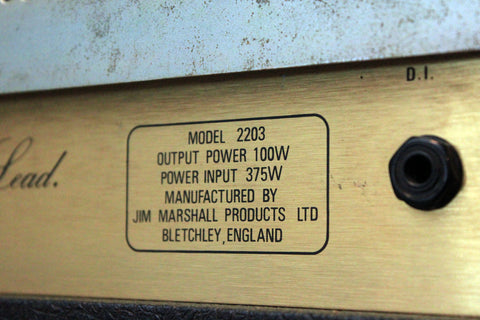 D.I.
Lead.
MODEL 2203
OUTPUT POWER 100W
POWER INPUT 375W
MANUFACTURED BY
JIM MARSHALL PRODUCTS LTD
BLETCHLEY, ENGLAND